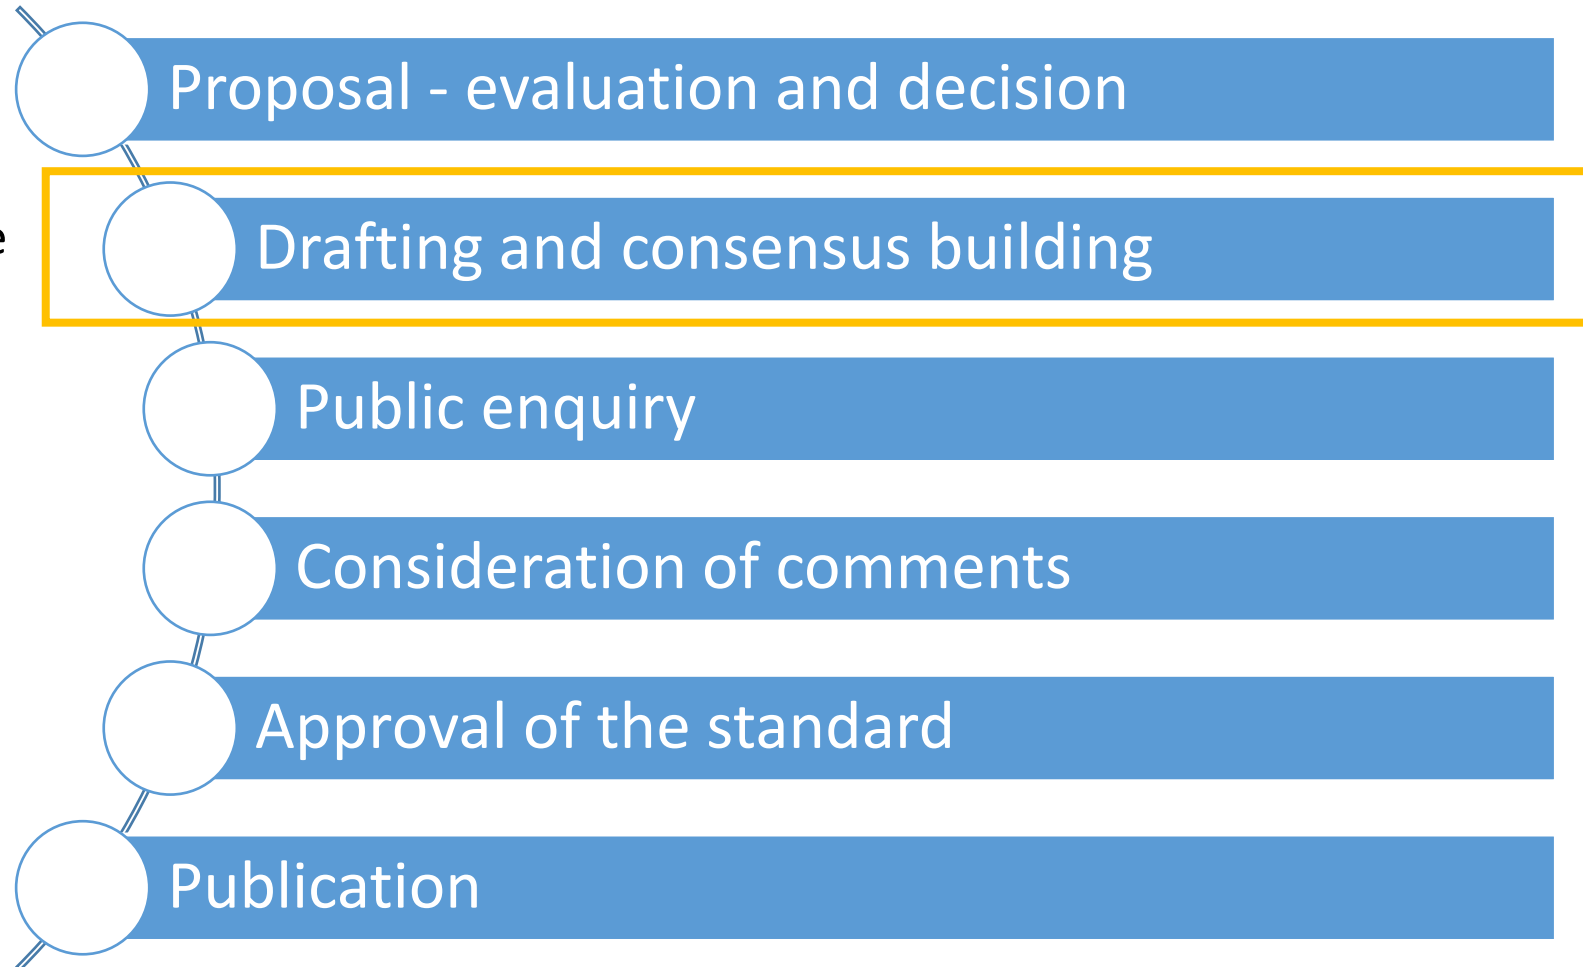 Proposal - evaluation and decision
e
Drafting and consensus building
Public enquiry
Consideration of comments
Approval of the standard
Publication